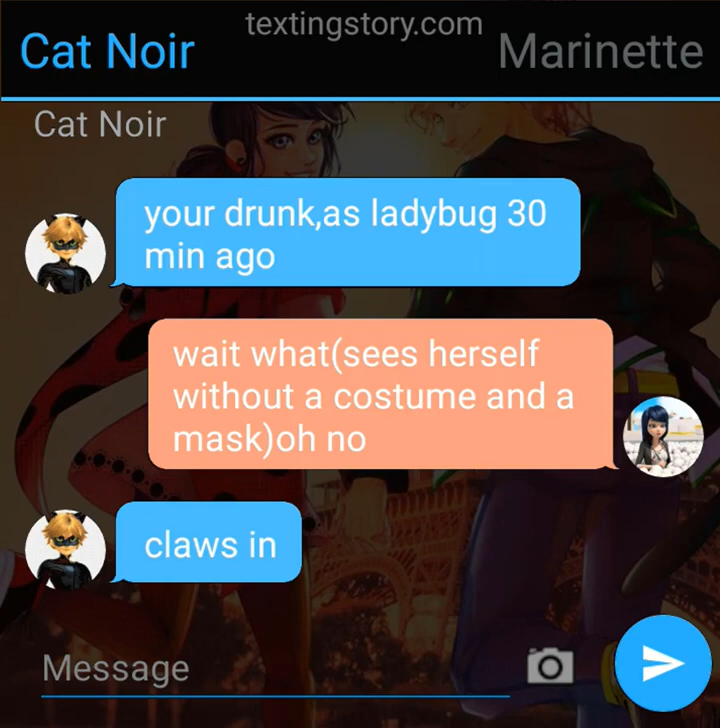 textingstory.com
Cat Noir
Marinette
Cat Noir
your drunk,as ladybug 30
min ago
wait what(sees herself
without a costume and a
mask)oh no
claws in
Message